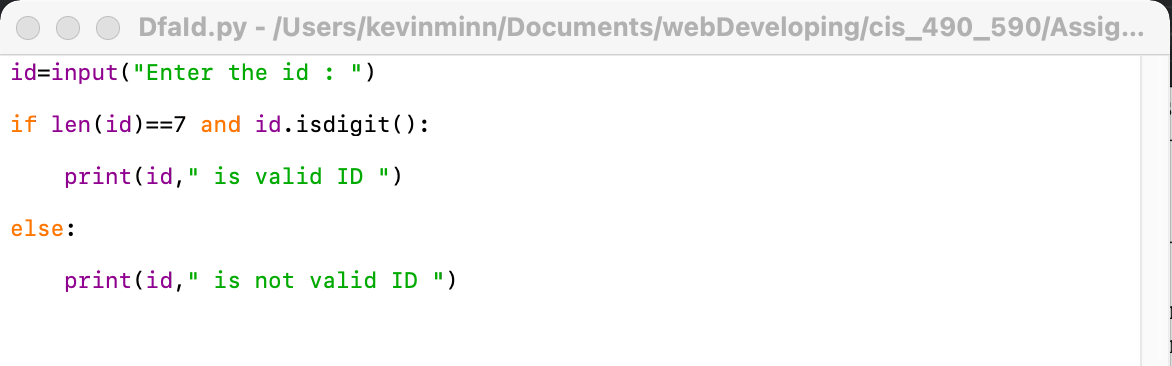 DfaId.py - /Users/kevinminn/Documents/webDeveloping/cis_490_590/Assig...
id=input("Enter the id : ")
if len(id)==7 and id.isdigit():
    print(id," is valid ID ")
else:
    print(id," is not valid ID ")